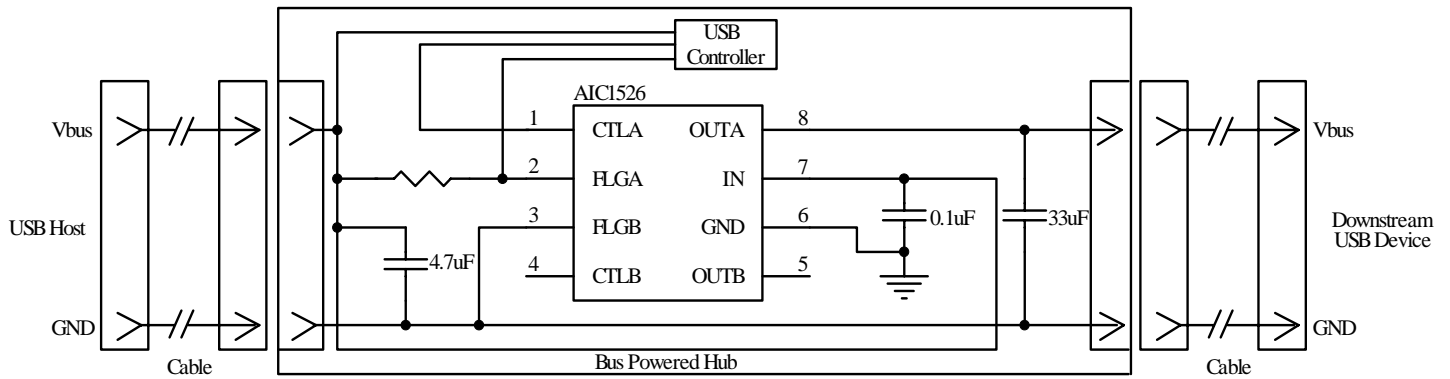 USB
Controller
AIC1526
Vbus
1
CTLA
OUTA
8
Vbus
2
FLGA
IN
7
USB Host
3
FLGB
GND
6
0.1uF
33uF
Downstream
USB Device
4.7uF
4
CTLB
OUTB
5
GND
GND
Cable
Bus Powered Hub
Cable